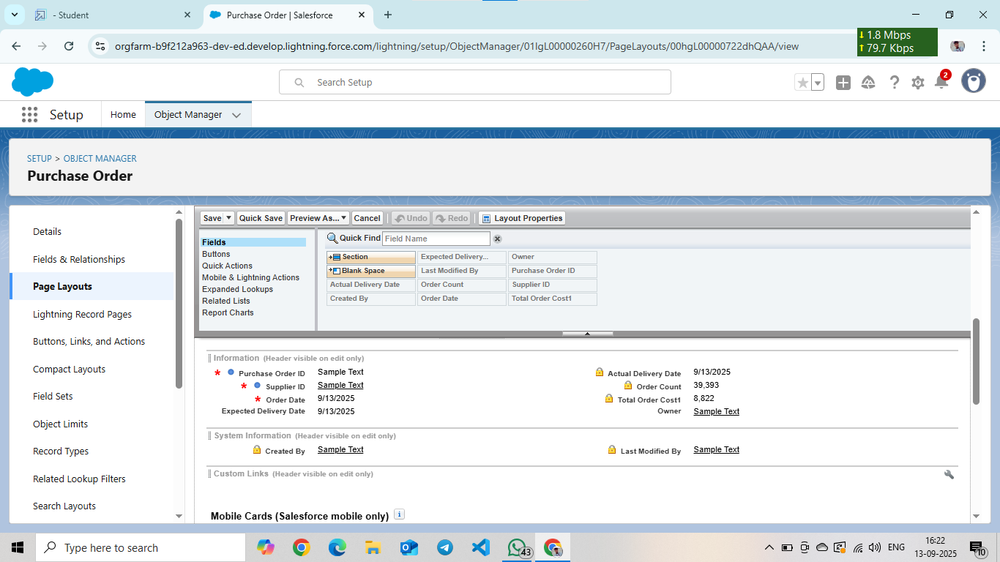 - Student
Purchase Order | Salesforce
orgfarm-b9f212a963-dev-ed.develop.lightning.force.com/lightning/setup/ObjectManager/01IgL00000260H7/PageLayouts/00hgL00000722dhQAA/view
1.8 Mbps
79.7 Kbps
Search Setup
2
Setup
Home
Object Manager
SETUP > OBJECT MANAGER
Purchase Order
Details
Fields & Relationships
Page Layouts
Lightning Record Pages
Buttons, Links, and Actions
Compact Layouts
Field Sets
Object Limits
Record Types
Related Lookup Filters
Search Layouts
Save Quick Save Preview As... Cancel Undo Redo Layout Properties
Fields
Buttons
Quick Actions
Mobile & Lightning Actions
Expanded Lookups
Related Lists
Report Charts
Quick Find Field Name
Section Expected Delivery... Owner
Blank Space Last Modified By Purchase Order ID
Actual Delivery Date Order Count Supplier ID
Created By Order Date Total Order Cost1
Information (Header visible on edit only)
* Purchase Order ID Sample Text Actual Delivery Date 9/13/2025
* Supplier ID Sample Text Order Count 39,393
* Order Date 9/13/2025 Total Order Cost1 8,822
Expected Delivery Date 9/13/2025 Owner Sample Text
System Information (Header visible on edit only)
Created By Sample Text Last Modified By Sample Text
Custom Links (Header visible on edit only)
Mobile Cards (Salesforce mobile only) i
Type here to search
43
ENG
16:22
13-09-2025
10